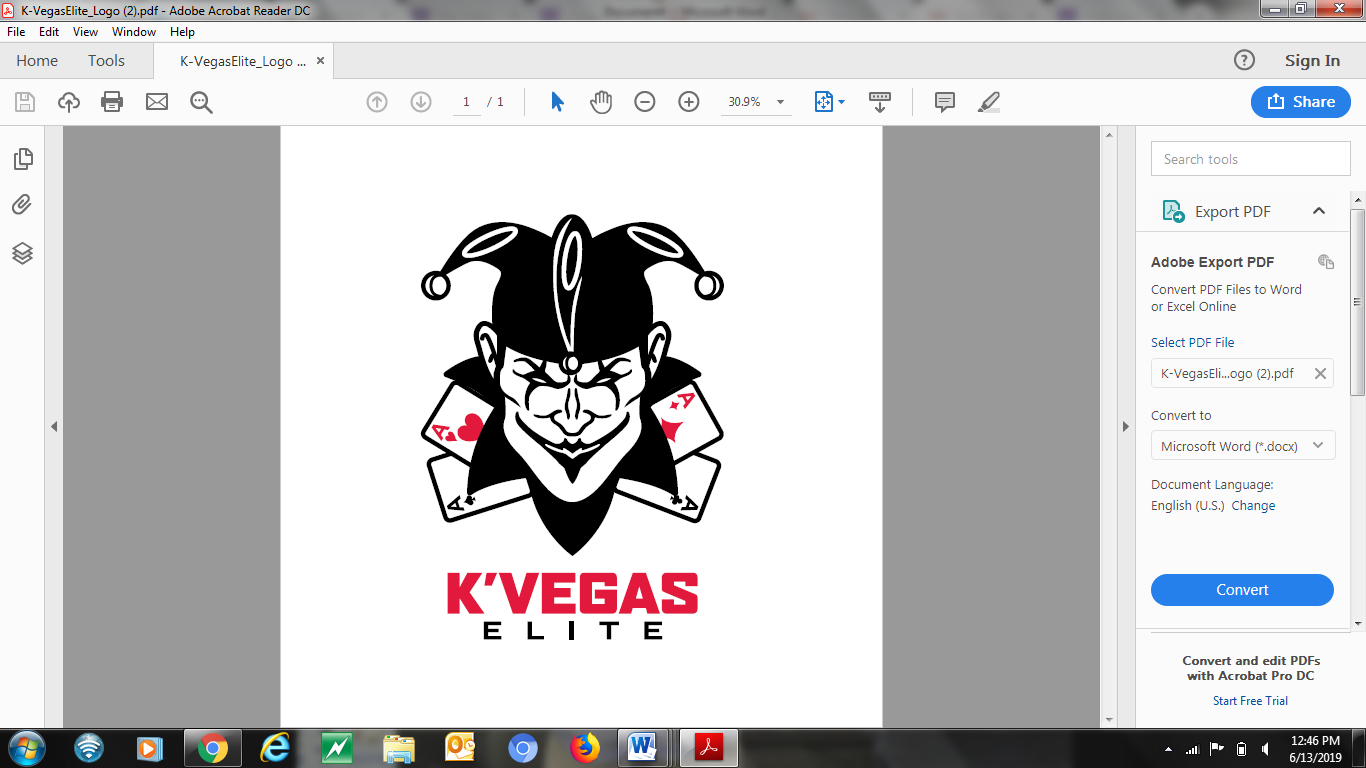 K-VegasElite_Logo (2).pdf - Adobe Acrobat Reader DC
File Edit View Window Help
Home Tools K-VegasElite_Logo ... × Sign In
1 / 1 30.9% Share
Search tools
Export PDF
Adobe Export PDF
Convert PDF Files to Word
or Excel Online
Select PDF File
K-VegasEli...ogo (2).pdf
Convert to
Microsoft Word (*.docx)
Document Language:
English (U.S.) Change
Convert
Convert and edit PDFs
with Acrobat Pro DC
Start Free Trial
A
A
A
A
K'VEGAS
ELITE
12:46 PM
6/13/2019